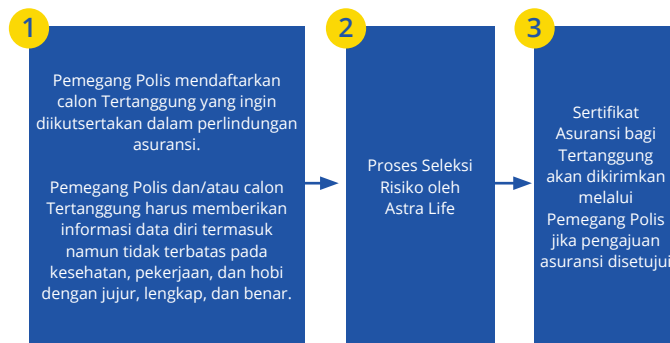 1
Pemegang Polis mendaftarkan
calon Tertanggung yang ingin
diikutsertakan dalam perlindungan
asuransi.
Pemegang Polis dan/atau calon
Tertanggung harus memberikan
informasi data diri termasuk
namun tidak terbatas pada
kesehatan, pekerjaan, dan hobi
dengan jujur, lengkap, dan benar.
2
Proses Seleksi
Risiko oleh
Astra Life
3
Sertifikat
Asuransi bagi
Tertanggung
akan dikirimkan
melalui
Pemegang Polis
jika pengajuan
asuransi disetujui